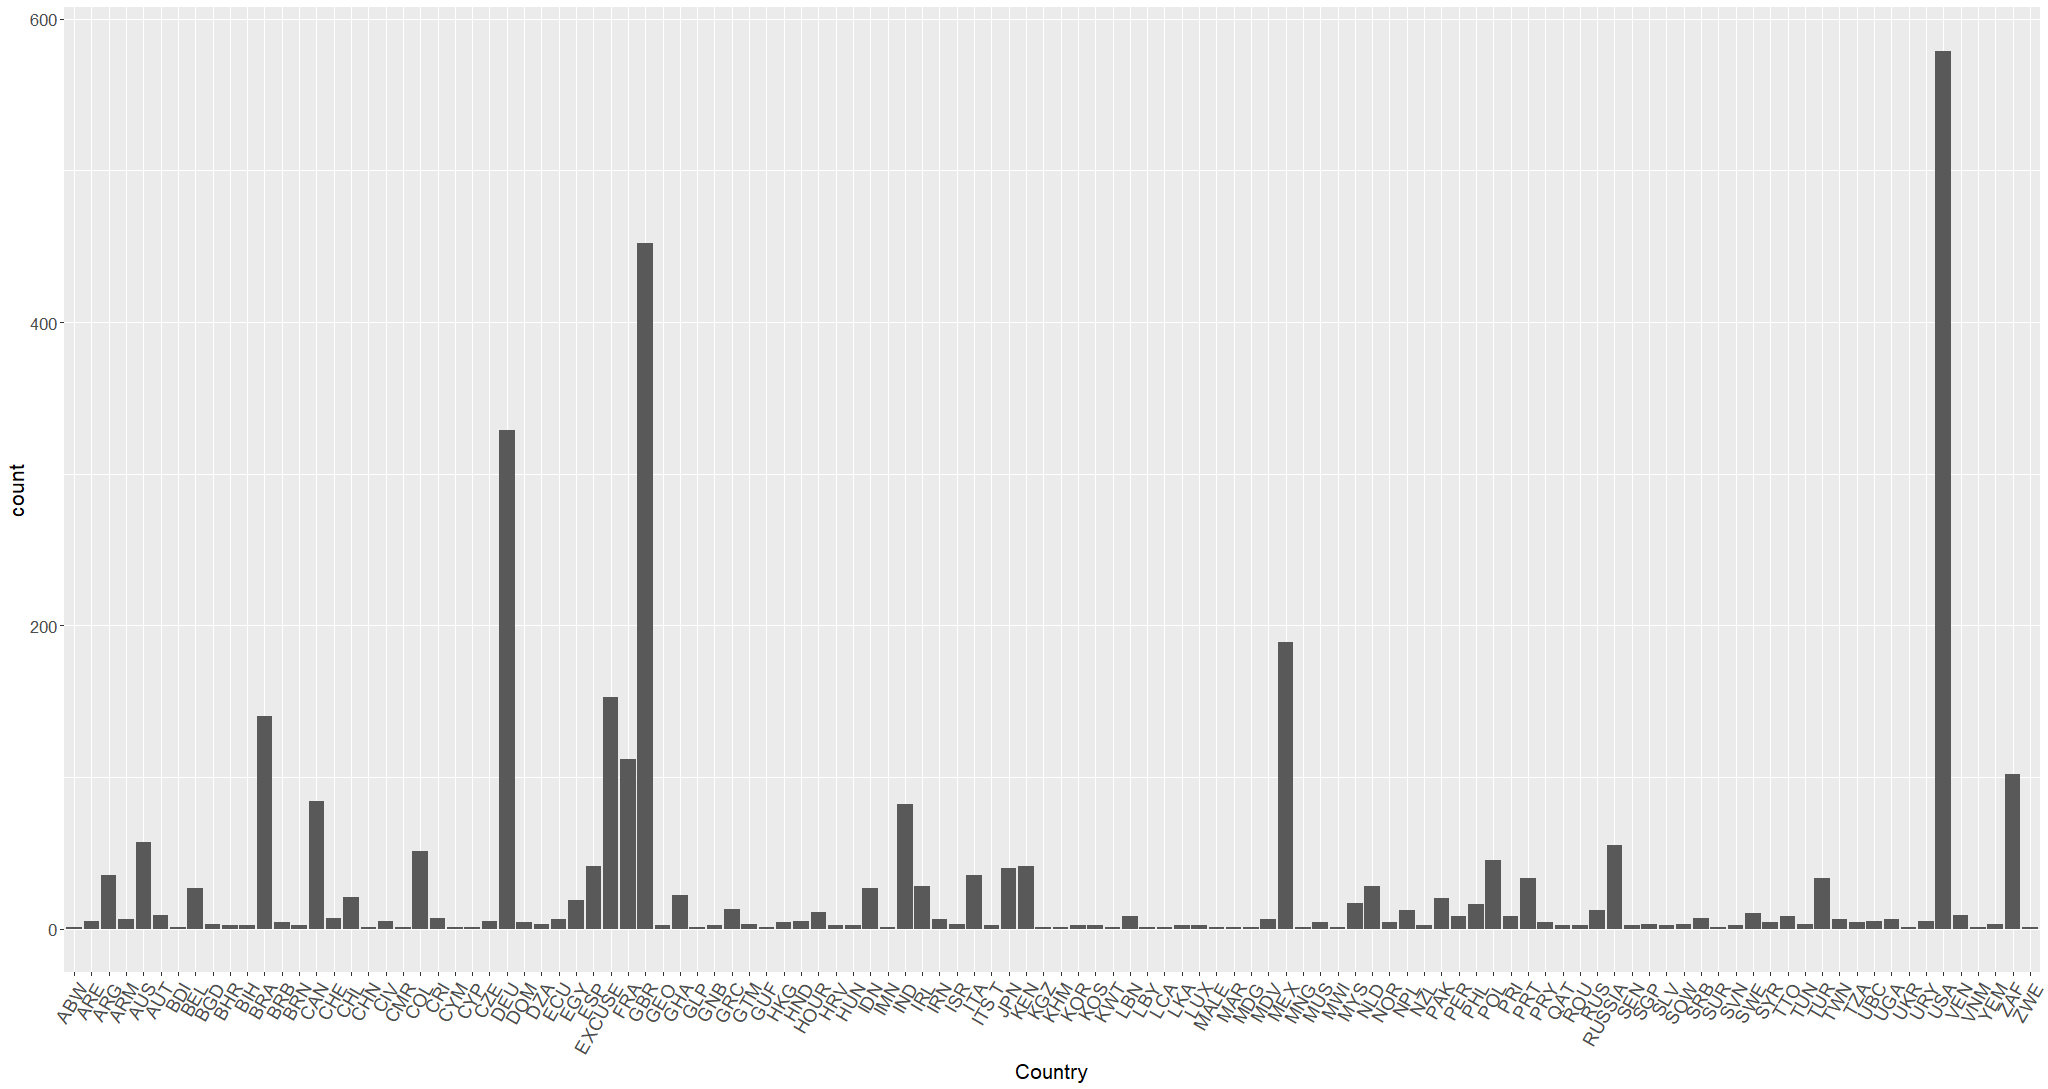 600
400
200
0
count
ABW ARE ARG ARM AUS AUT BDI BEL BGD BHR BIH BRA BRB BRN CAN CHE CHL CHN CIV CMR COL CRI CYM CYP CZE DEU DOM DZA ECU EGY ESP EXCUSE FRA GBR GEO GHA GLP GNB GRC GTM GUF HKG HND HOUR HRV HUN IDN IMN IND IRL IRN ISR ITA ITS T JPN KEN KGZ KHM KOR KOS KWT LBN LBY LCA LKA LUX MALE MAR MDG MDV MEX MNG MUS MWI MYS NLD NOR NPL NZL PAK PER PHL POL PRI PRT PRY QAT ROU RUS RUSSIA SEN SGP SLV SQW SRB SUR SVN SWE SYR TTO TUN TUR TWN TZA UBC UGA UKR URY USA VEN VNM YEM ZAF ZWE
Country